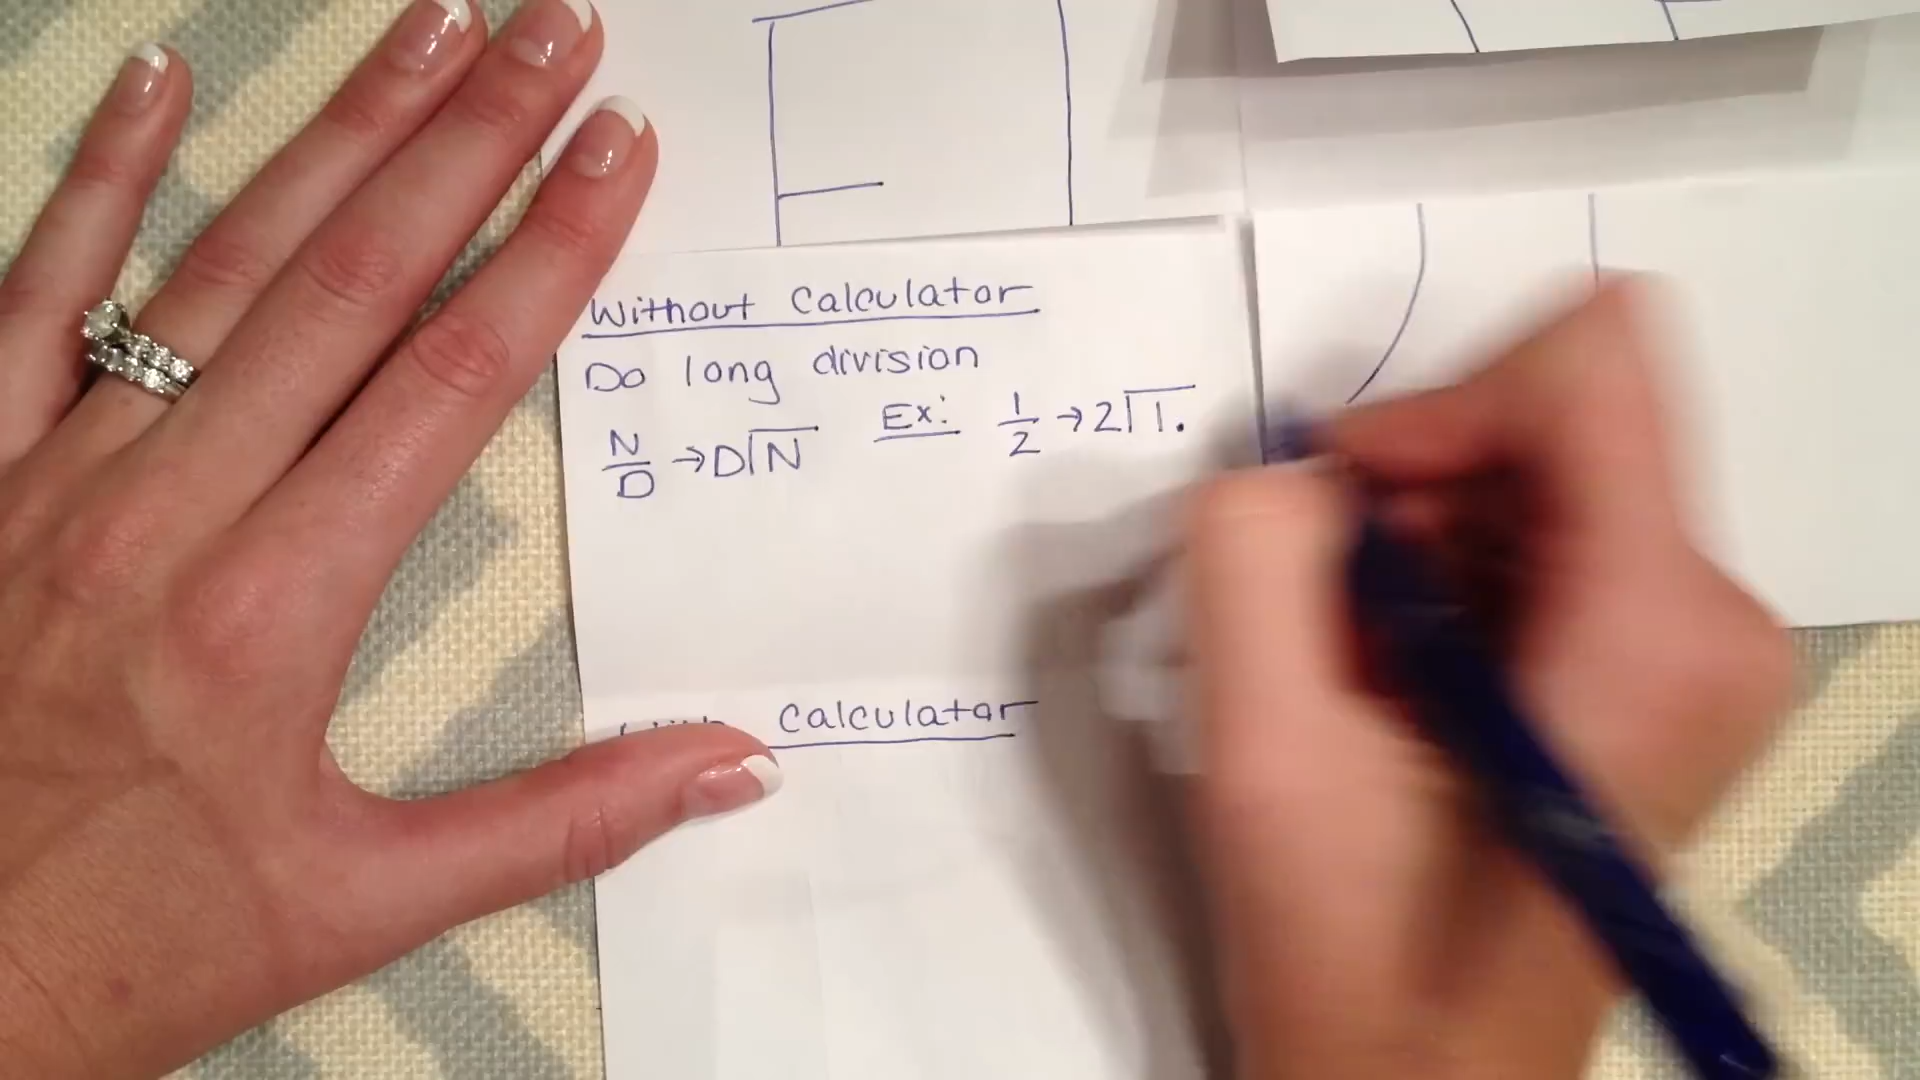 Without Calculator
Do long division
N/D → D⟌N Ex: 1/2 → 2⟌1.
Calculator